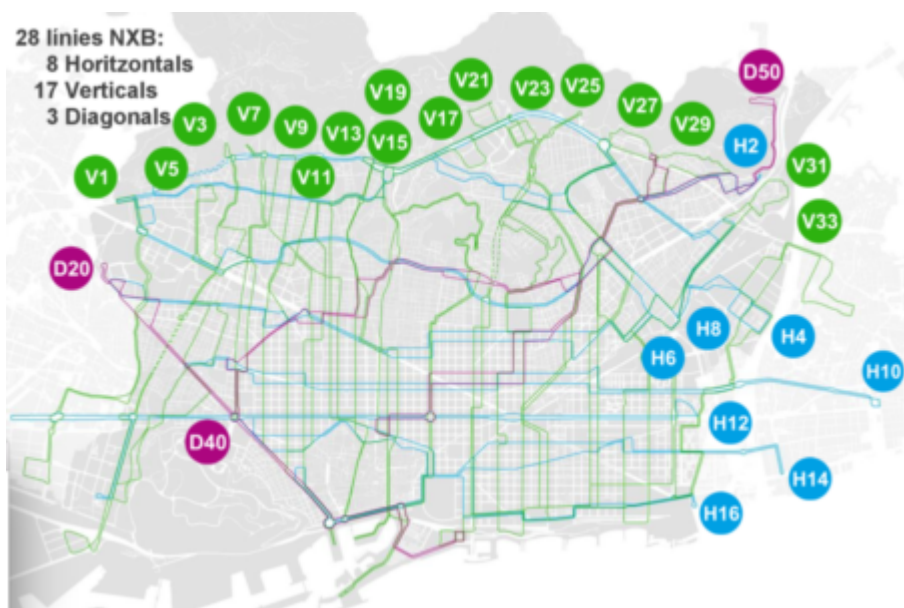 28 línies NXB:
8 Horitzontals
17 Verticals
3 Diagonals
V1
V5
V3
V7
V9
V11
V13
V19
V15
V17
V21
V23
V25
V27
V29
D50
H2
V31
V33
D20
H8
H4
H6
H10
H12
D40
H14
H16